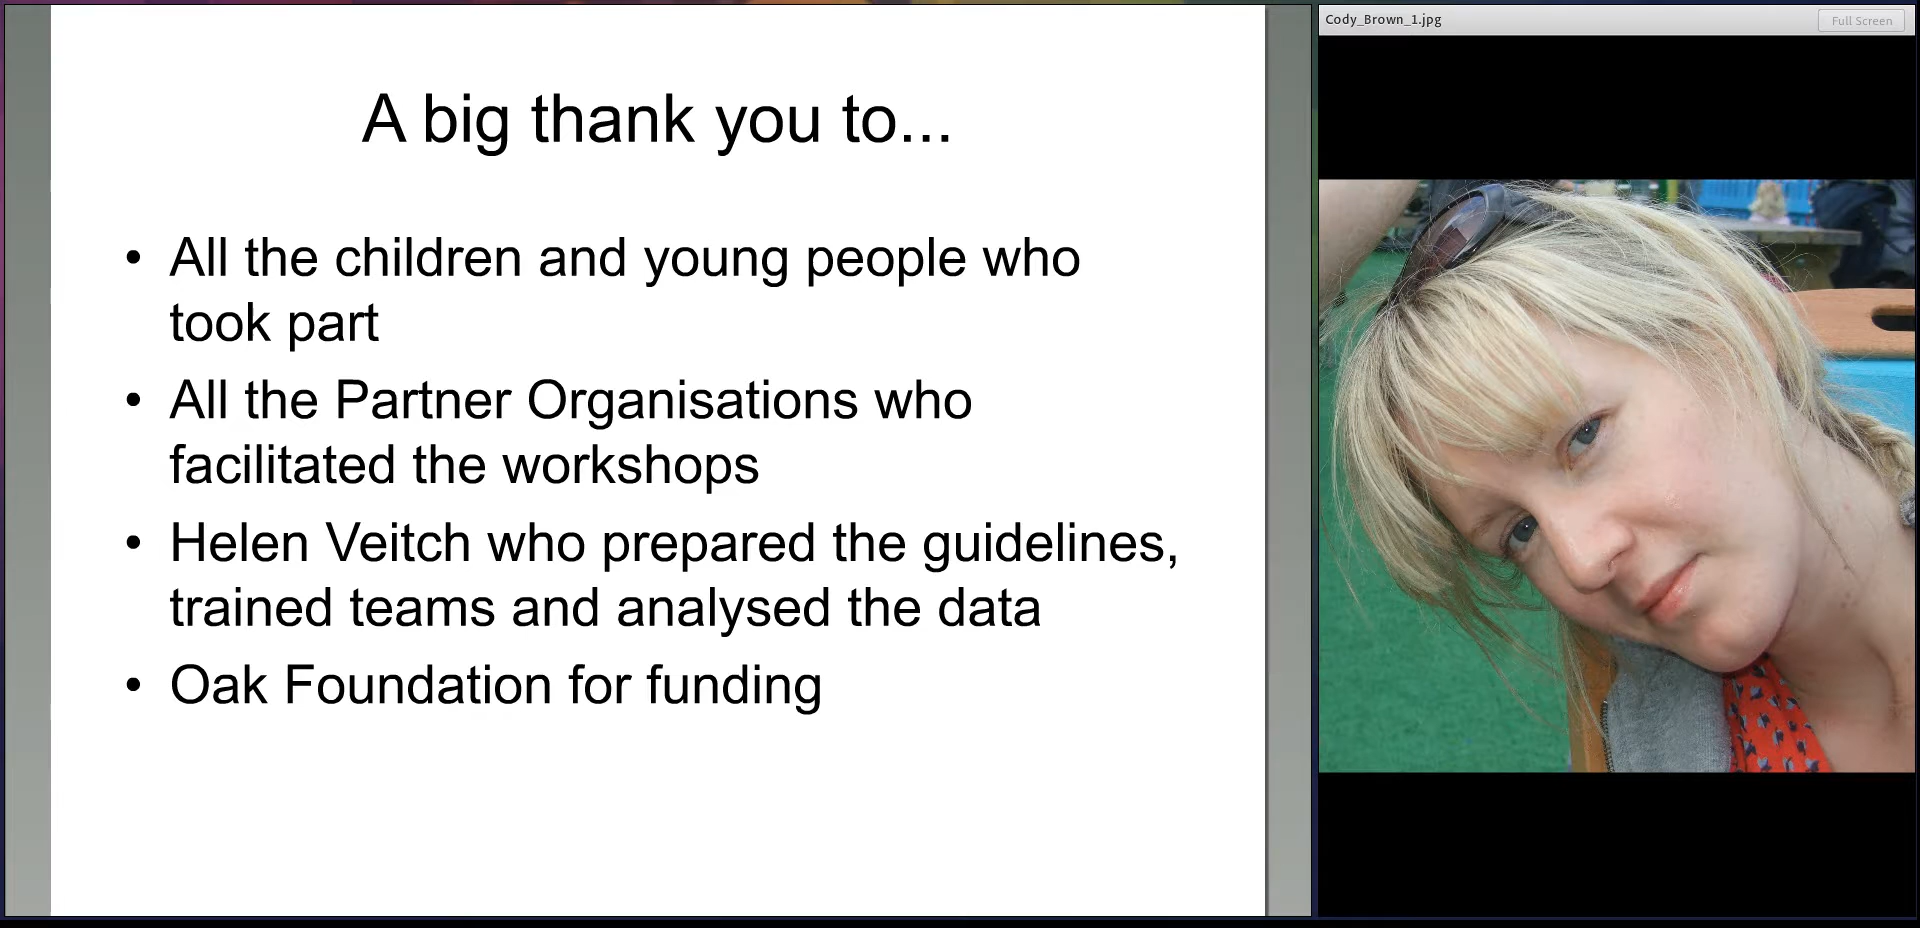 A big thank you to...
• All the children and young people who
took part
• All the Partner Organisations who
facilitated the workshops
• Helen Veitch who prepared the guidelines,
trained teams and analysed the data
• Oak Foundation for funding
Cody_Brown_1.jpg
Full Screen